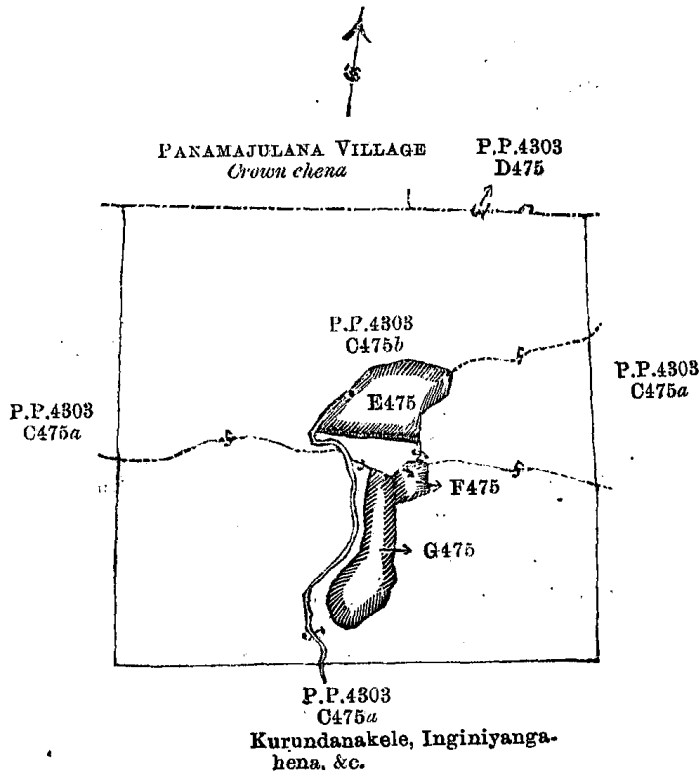 PANAMAJULANA VILLAGE
Crown chena
P.P.4303
D475
P.P.4303
C475b
P.P.4303
C475a
P.P.4303
C475a
E475
F475
G475
P.P.4303
C475a
Kurundanakele, Inginiyanga-
hena, &c.